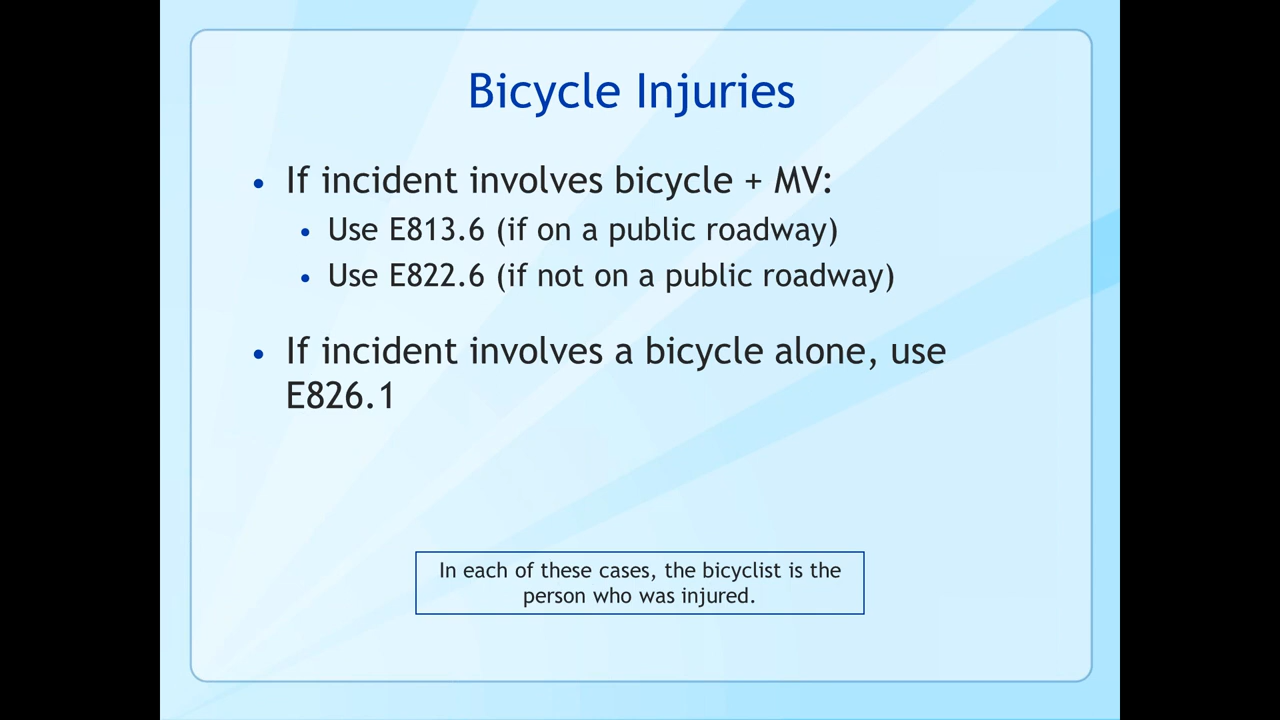 Bicycle Injuries
• If incident involves bicycle + MV:
• Use E813.6 (if on a public roadway)
• Use E822.6 (if not on a public roadway)
• If incident involves a bicycle alone, use
E826.1
In each of these cases, the bicyclist is the
person who was injured.